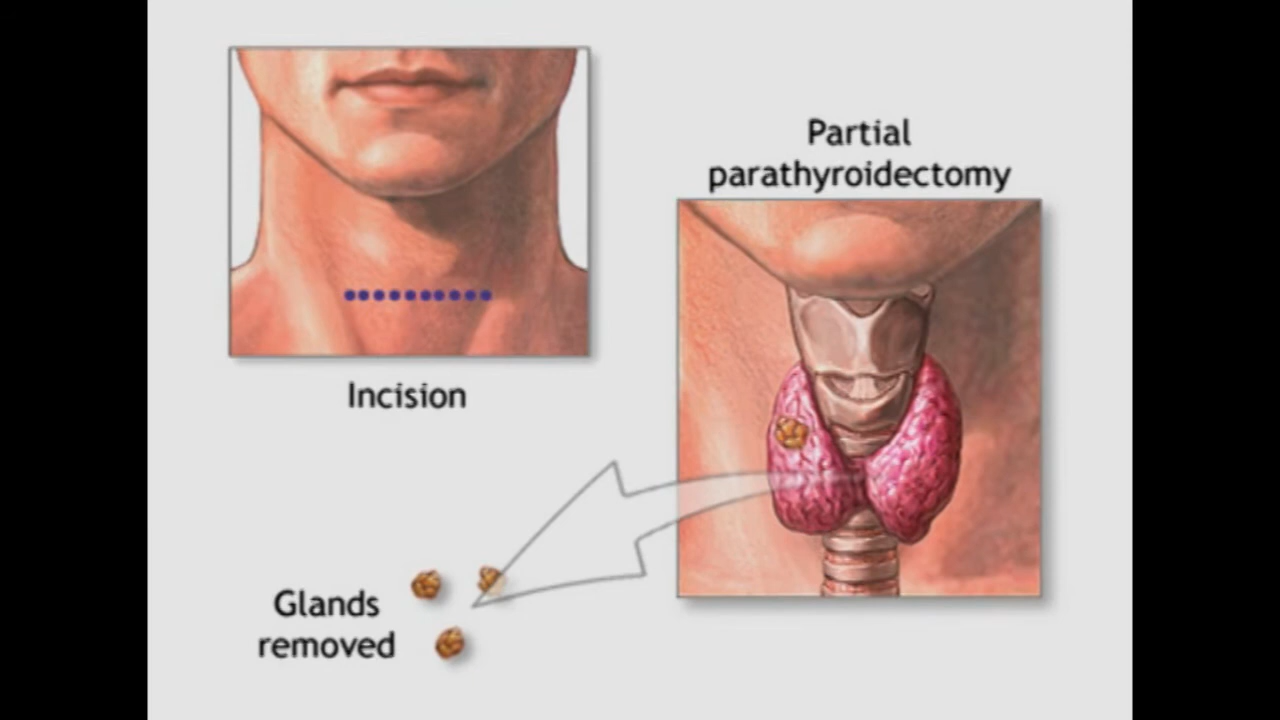 Partial
parathyroidectomy
Incision
Glands
removed